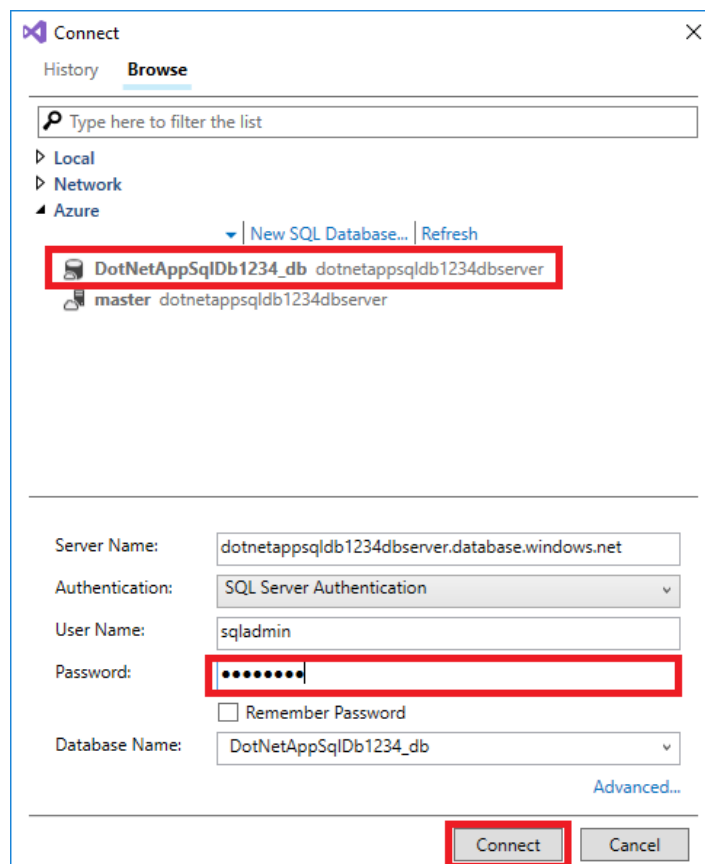 Connect
History Browse
Type here to filter the list
Local
Network
Azure
New SQL Database... Refresh
DotNetAppSqlDb1234_db dotnetappsqldb1234dbserver
master dotnetappsqldb1234dbserver
Server Name: dotnetappsqldb1234dbserver.database.windows.net
Authentication: SQL Server Authentication
User Name: sqladmin
Password: ●●●●●●●●
Remember Password
Database Name: DotNetAppSqlDb1234_db
Advanced...
Connect Cancel